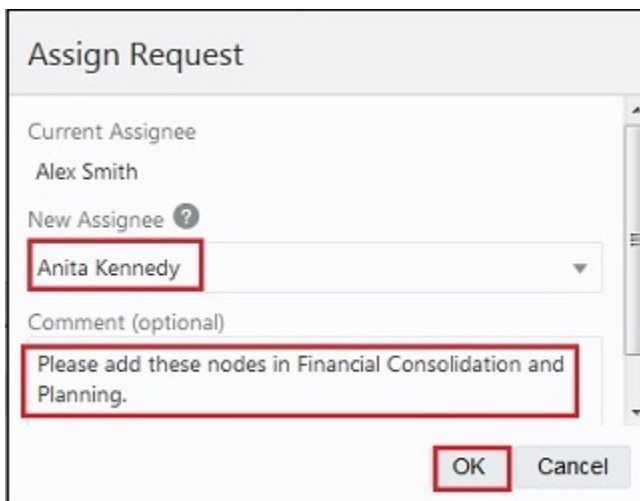 Assign Request
Current Assignee
Alex Smith
New Assignee ?
Anita Kennedy
Comment (optional)
Please add these nodes in Financial Consolidation and
Planning.
OK Cancel